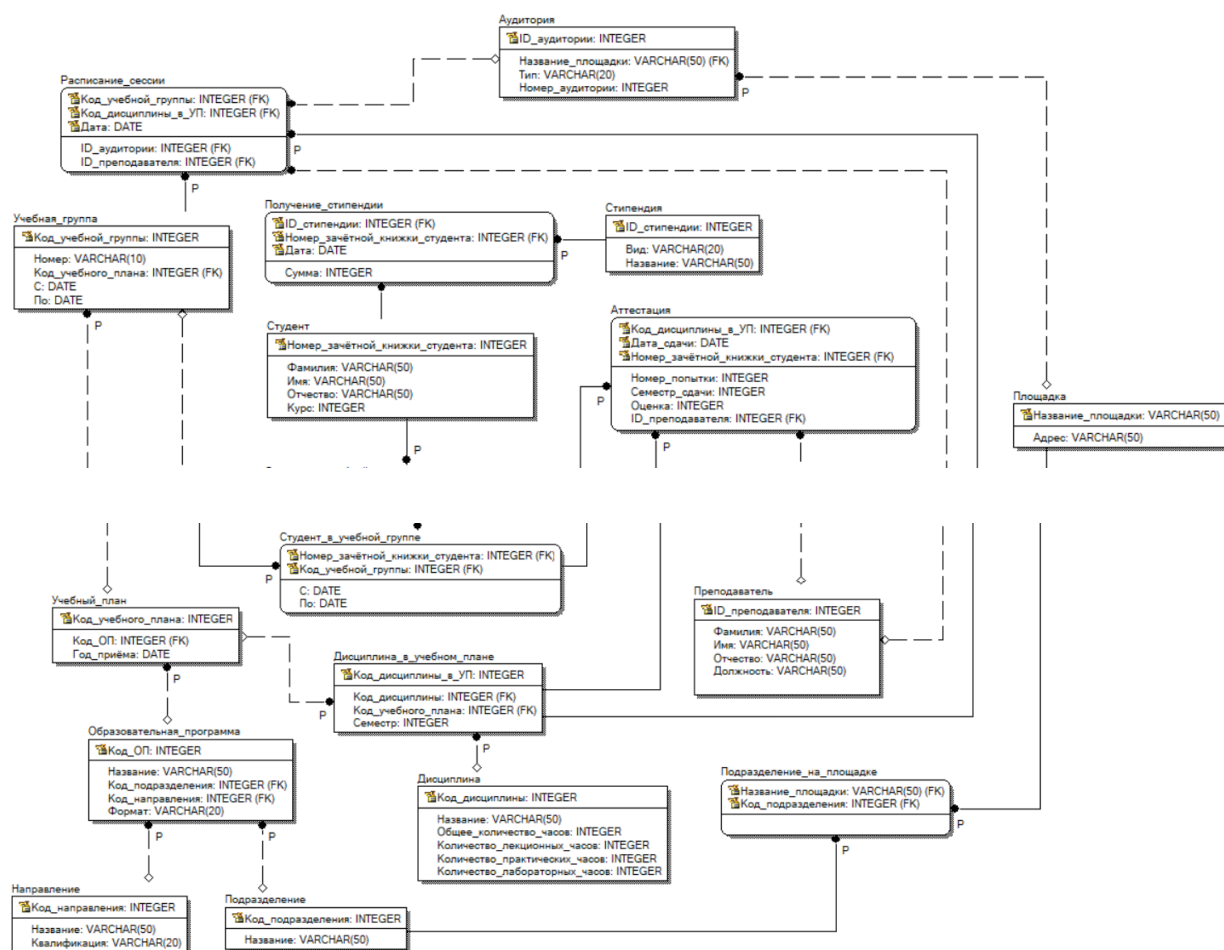 Аудитория
ID_аудитории: INTEGER
Название_площадки: VARCHAR(50) (FK)
Тип: VARCHAR(20)
Номер_аудитории: INTEGER
P
Расписание_сессии
Код_учебной_группы: INTEGER (FK)
Код_дисциплины_в_УП: INTEGER (FK)
Дата: DATE
ID_аудитории: INTEGER (FK)
ID_преподавателя: INTEGER (FK)
P
P
Учебная_группа
Код_учебной_группы: INTEGER
Номер: VARCHAR(10)
Код_учебного_плана: INTEGER (FK)
С: DATE
По: DATE
P
Получение_стипендии
ID_стипендии: INTEGER (FK)
Номер_зачётной_книжки_студента: INTEGER (FK)
Дата: DATE
Сумма: INTEGER
P
P
Стипендия
ID_стипендии: INTEGER
Вид: VARCHAR(20)
Название: VARCHAR(50)
Студент
Номер_зачётной_книжки_студента: INTEGER
Фамилия: VARCHAR(50)
Имя: VARCHAR(50)
Отчество: VARCHAR(50)
Курс: INTEGER
P
Аттестация
Код_дисциплины_в_УП: INTEGER (FK)
Дата_сдачи: DATE
Номер_зачётной_книжки_студента: INTEGER (FK)
Номер_попытки: INTEGER
Семестр_сдачи: INTEGER
Оценка: INTEGER
ID_преподавателя: INTEGER (FK)
P
P
P
Площадка
Название_площадки: VARCHAR(50)
Адрес: VARCHAR(50)
Студент_в_учебной_группе
Номер_зачётной_книжки_студента: INTEGER (FK)
Код_учебной_группы: INTEGER (FK)
С: DATE
По: DATE
P
Учебный_план
Код_учебного_плана: INTEGER
Код_ОП: INTEGER (FK)
Год_приёма: DATE
P
Преподаватель
ID_преподавателя: INTEGER
Фамилия: VARCHAR(50)
Имя: VARCHAR(50)
Отчество: VARCHAR(50)
Должность: VARCHAR(50)
Дисциплина_в_учебном_плане
Код_дисциплины_в_УП: INTEGER
Код_дисциплины: INTEGER (FK)
Код_учебного_плана: INTEGER (FK)
Семестр: INTEGER
P
P
Образовательная_программа
Код_ОП: INTEGER
Название: VARCHAR(50)
Код_подразделения: INTEGER (FK)
Код_направления: INTEGER (FK)
Формат: VARCHAR(20)
P
P
Дисциплина
Код_дисциплины: INTEGER
Название: VARCHAR(50)
Общее_количество_часов: INTEGER
Количество_лекционных_часов: INTEGER
Количество_практических_часов: INTEGER
Количество_лабораторных_часов: INTEGER
Подразделение_на_площадке
Название_площадки: VARCHAR(50) (FK)
Код_подразделения: INTEGER (FK)
P
P
Направление
Код_направления: INTEGER
Название: VARCHAR(50)
Квалификация: VARCHAR(20)
Подразделение
Код_подразделения: INTEGER
Название: VARCHAR(50)